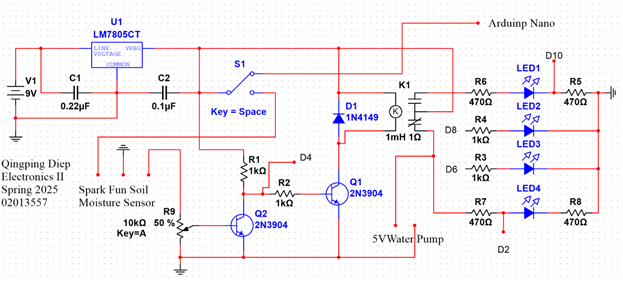 U1
LM7805CT
LINE
VOLTAGE
VREG
COMMON
Arduinp Nano
S1
Key = Space
V1
9V
C1
0.22µF
C2
0.1µF
D1
1N4149
K1
K
1mH 1Ω
D10
LED1
R6
470Ω
R5
470Ω
LED2
D8
R4
1kΩ
LED3
D6
R3
1kΩ
LED4
R7
470Ω
R8
470Ω
D2
Qingping Diep
Electronics II
Spring 2025
02013557
Spark Fun Soil
Moisture Sensor
R1
1kΩ
D4
R2
1kΩ
Q1
2N3904
Q2
2N3904
R9
10kΩ
50 %
Key=A
5VWater Pump